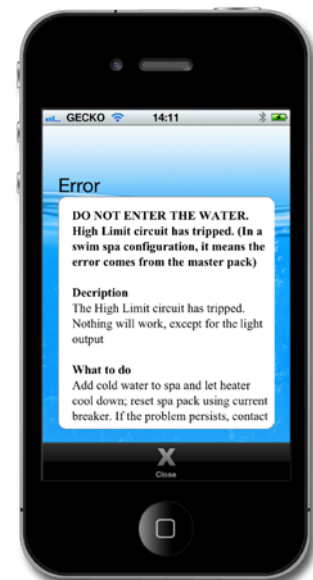 GECKO 14:11
Error
DO NOT ENTER THE WATER.
High Limit circuit has tripped. (In a
swim spa configuration, it means the
error comes from the master pack)
Decription
The High Limit circuit has tripped.
Nothing will work, except for the light
output
What to do
Add cold water to spa and let heater
cool down; reset spa pack using current
breaker. If the problem persists, contact
X
Close